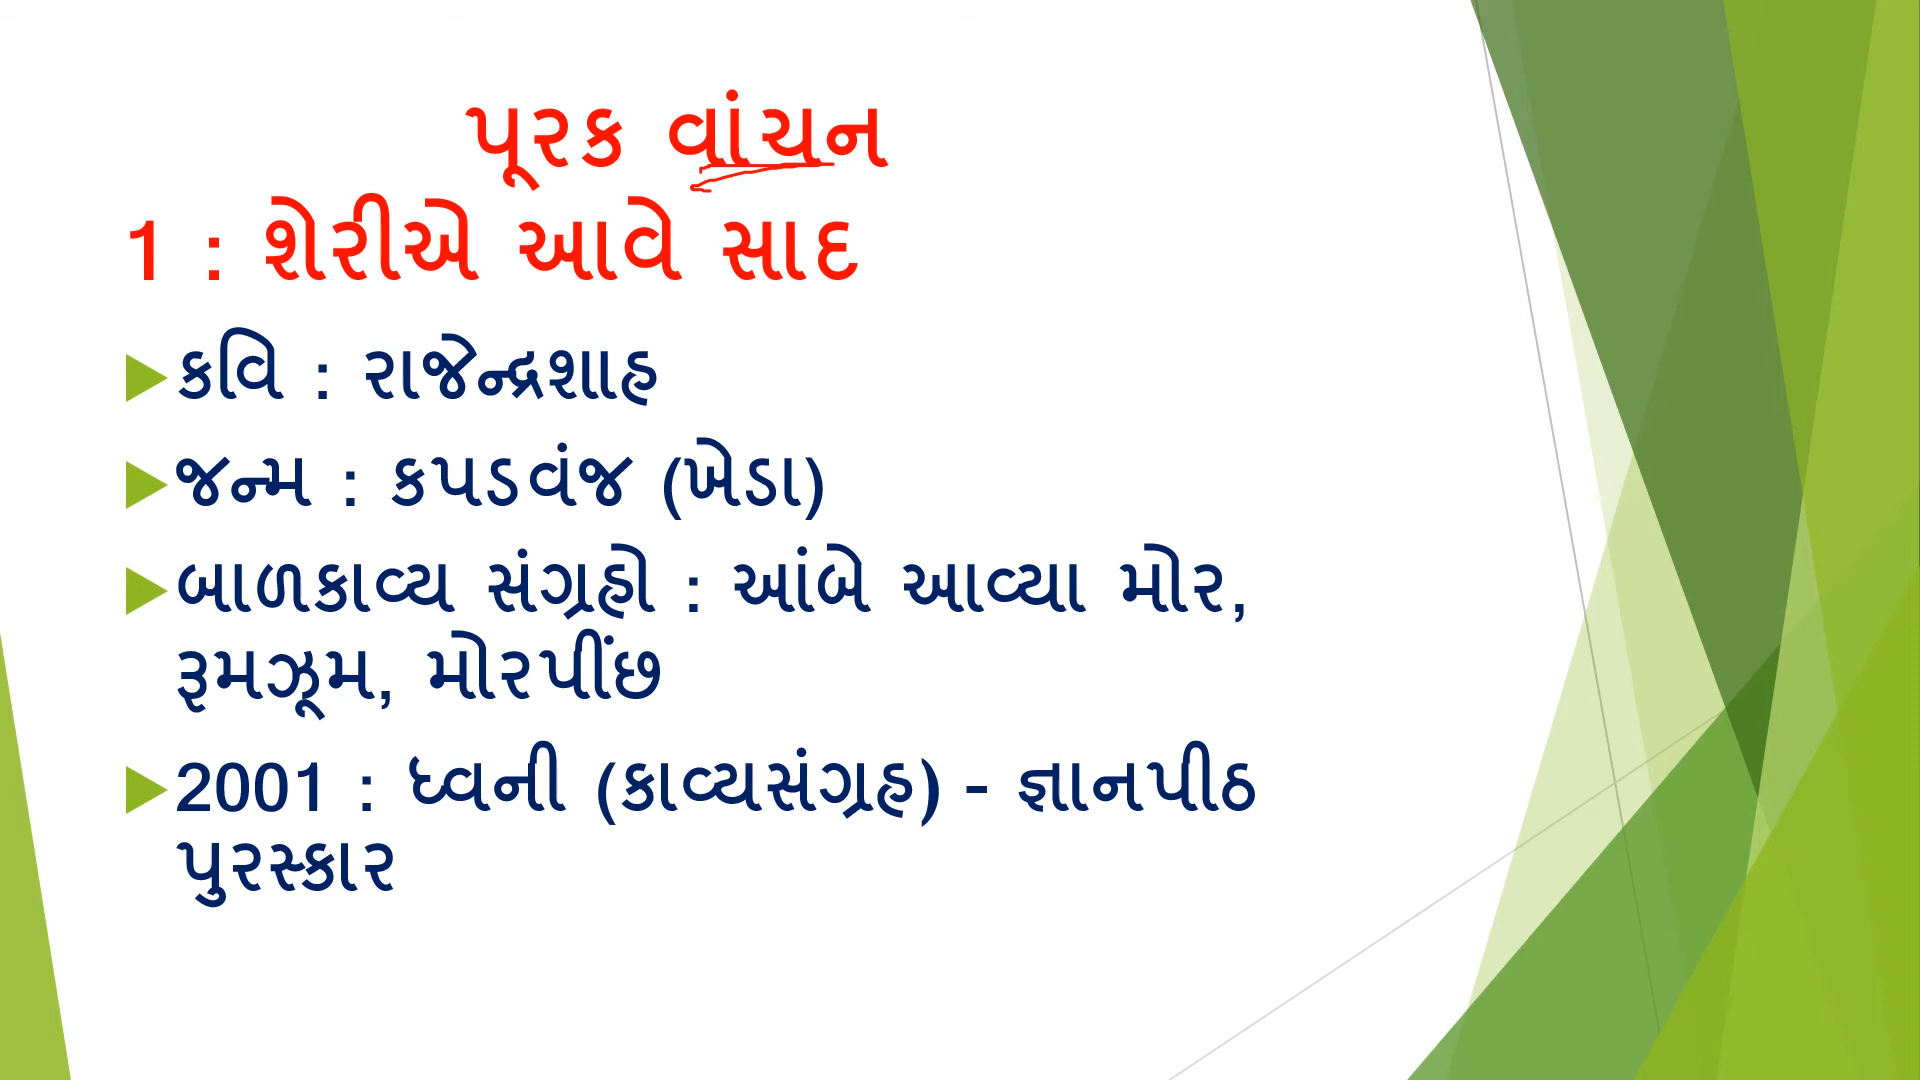 પૂરક વાંચન
1 : શેરીએ આવે સાદ
કવિ : રાજેન્દ્રશાહ
જન્મ : કપડવંજ (ખેડા)
બાળકાવ્ય સંગ્રહો : આંબે આવ્યા મોર,
રૂમઝૂમ, મોરપીંછ
2001 : ધ્વની (કાવ્યસંગ્રહ) - જ્ઞાનપીઠ
પુરસ્કાર